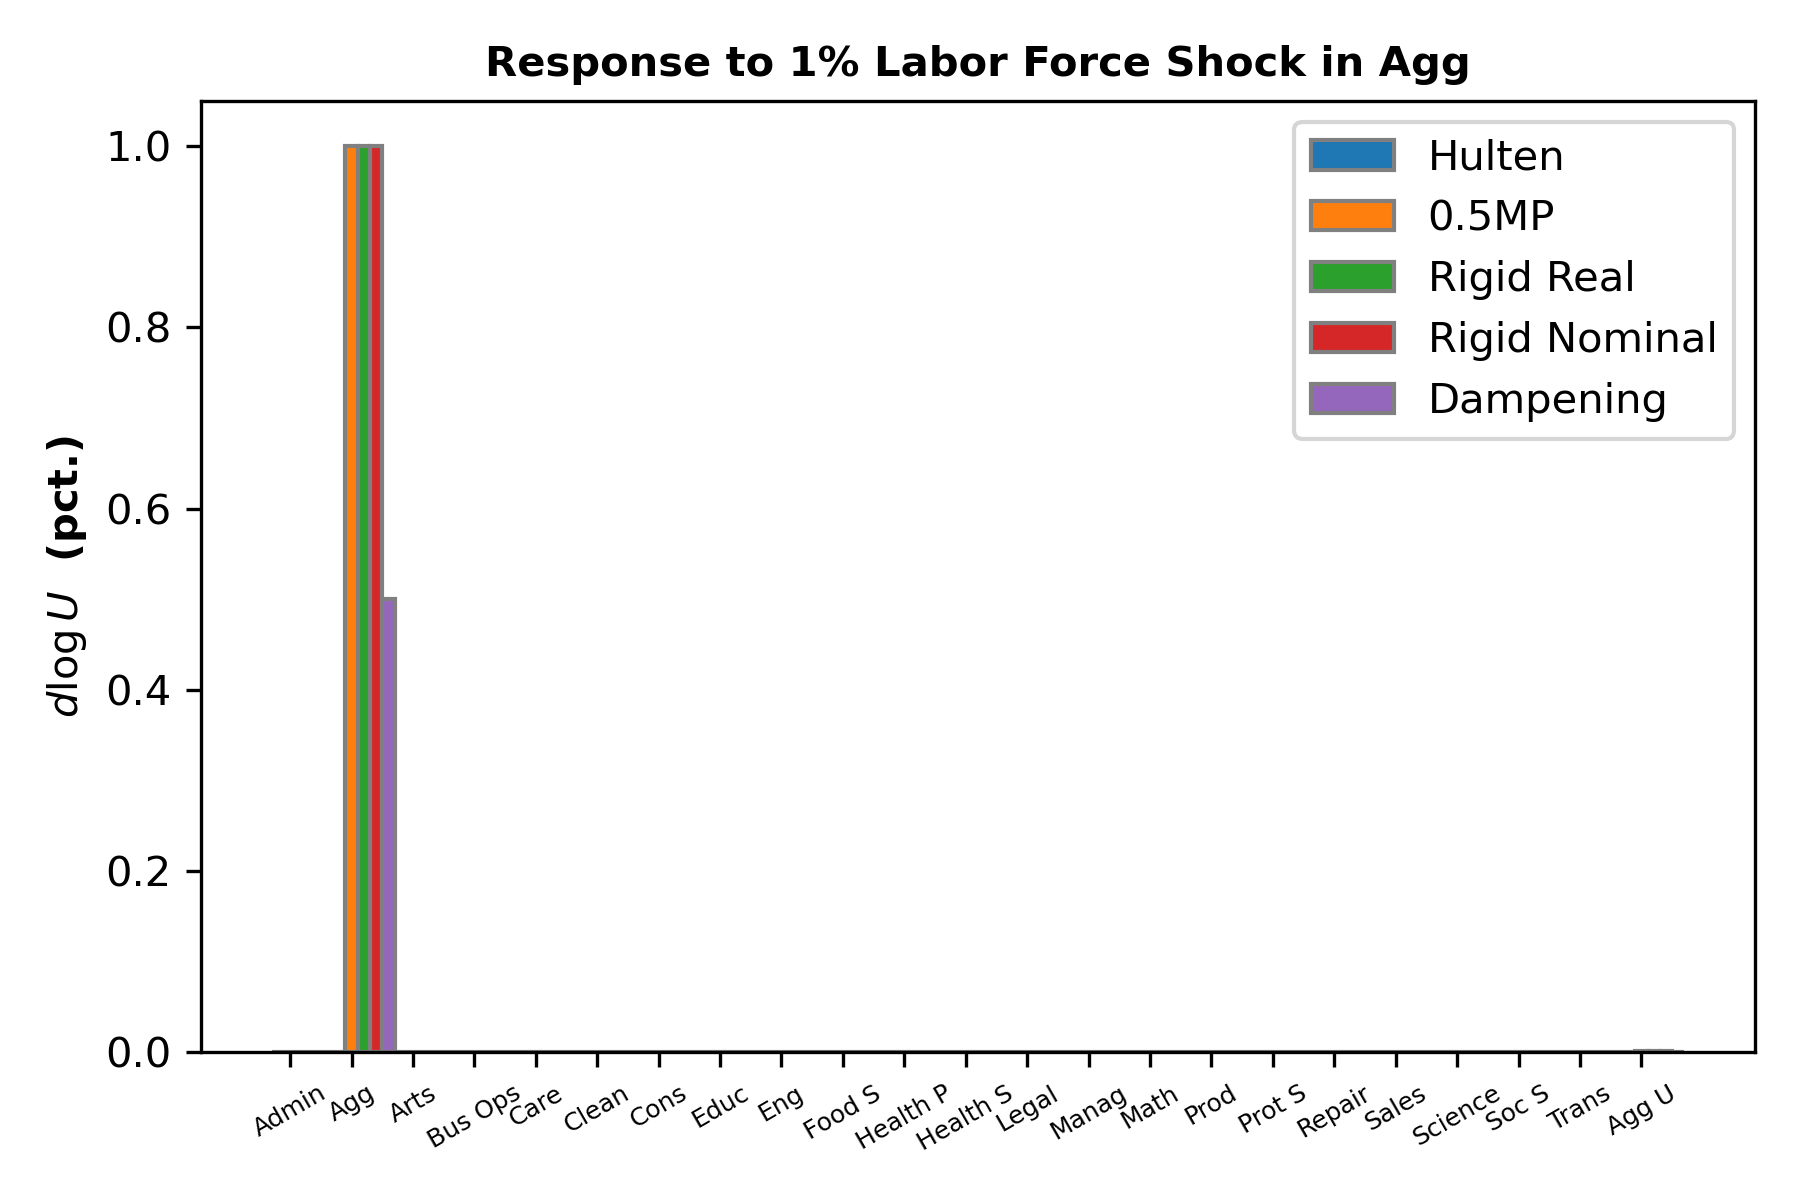 Response to 1% Labor Force Shock in Agg
1.0
0.8
0.6
0.4
0.2
0.0
dlog U (pct.)
Hulten
0.5MP
Rigid Real
Rigid Nominal
Dampening
Admin
Agg
Arts
Bus Ops
Care
Clean
Cons
Educ
Eng
Food S
Health P
Health S
Legal
Manag
Math
Prod
Prot S
Repair
Sales
Science
Soc S
Trans
Agg U